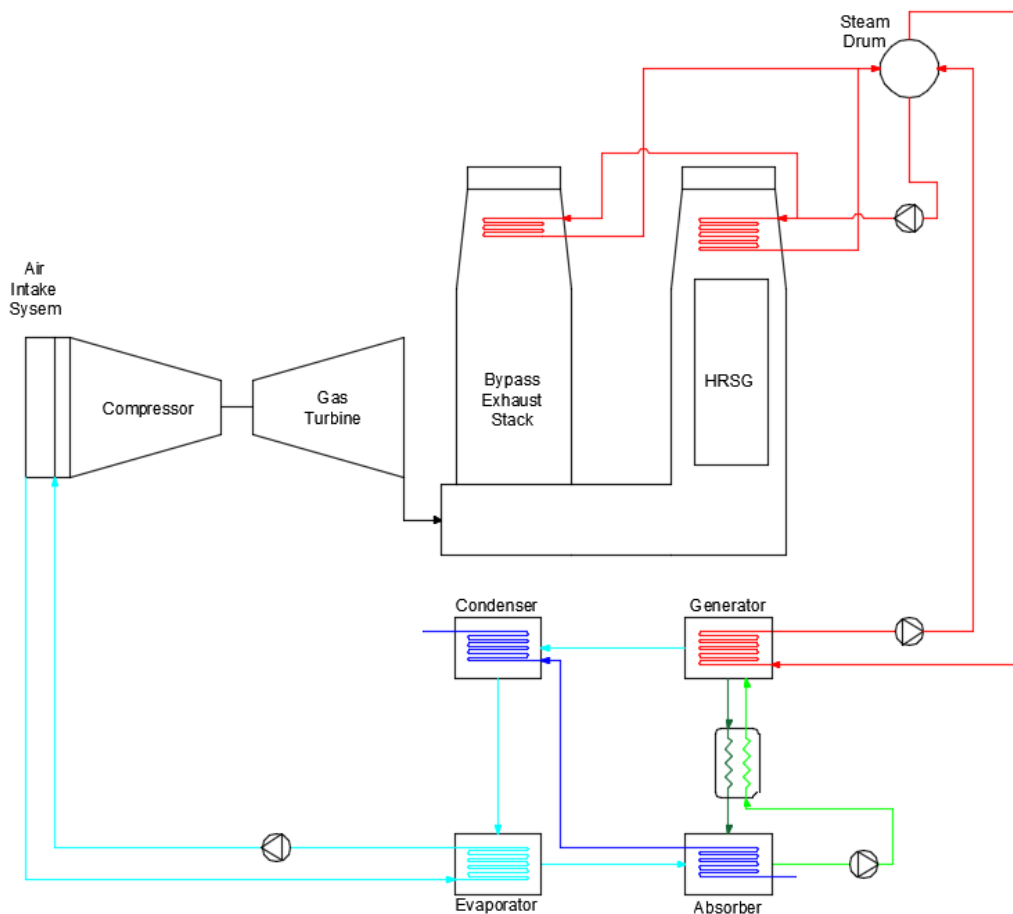 Steam
Drum
Air
Intake
Sysem
Compressor
Gas
Turbine
Bypass
Exhaust
Stack
HRSG
Condenser
Generator
Evaporator
Absorber